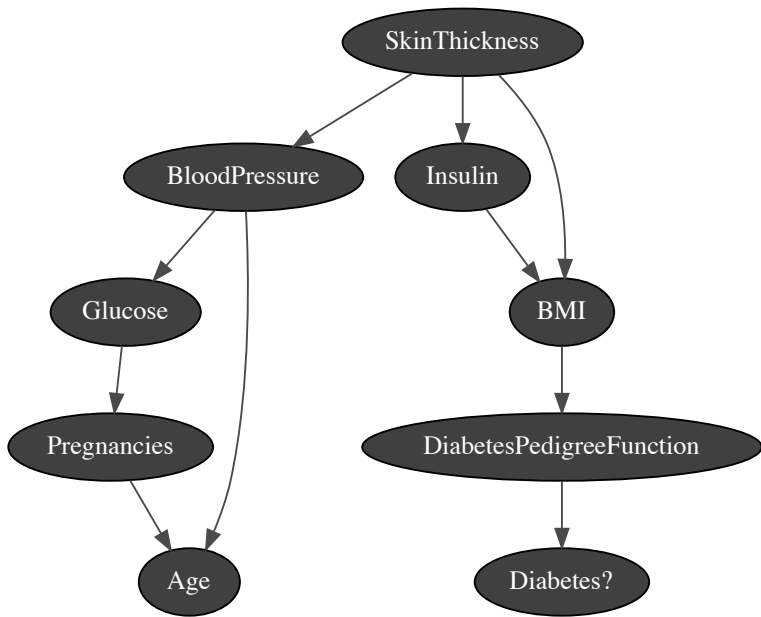 SkinThickness
BloodPressure
Insulin
Glucose
BMI
Pregnancies
DiabetesPedigreeFunction
Age
Diabetes?